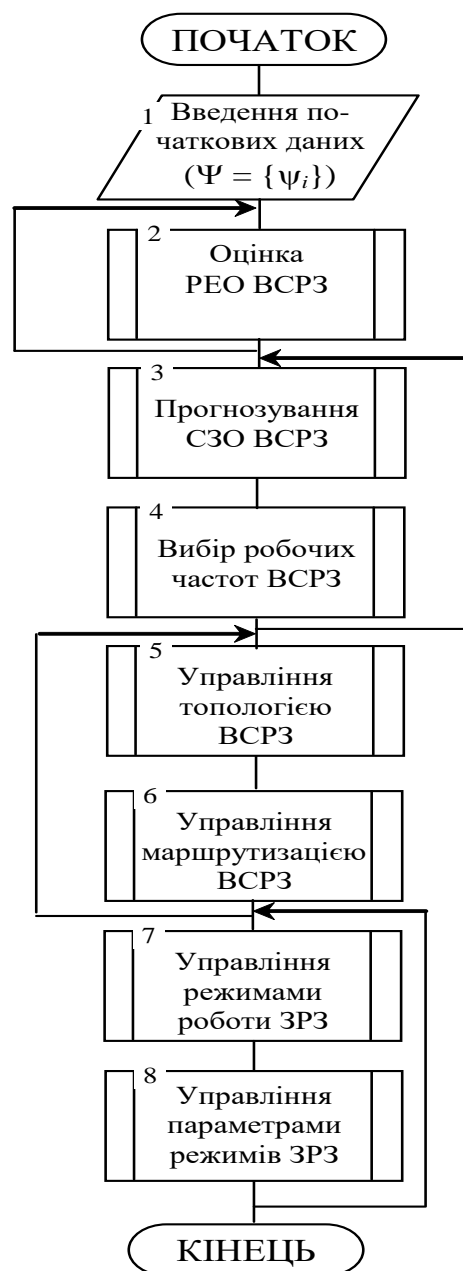 ПОЧАТОК
1
Введення по-
чаткових даних
(Ψ = {ψi})
2
Оцінка
РЕО ВСРЗ
3
Прогнозування
СЗО ВСРЗ
4
Вибір робочих
частот ВСРЗ
5
Управління
топологією
ВСРЗ
6
Управління
маршрутизацією
ВСРЗ
7
Управління
режимами
роботи ЗРЗ
8
Управління
параметрами
режимів ЗРЗ
КІНЕЦЬ